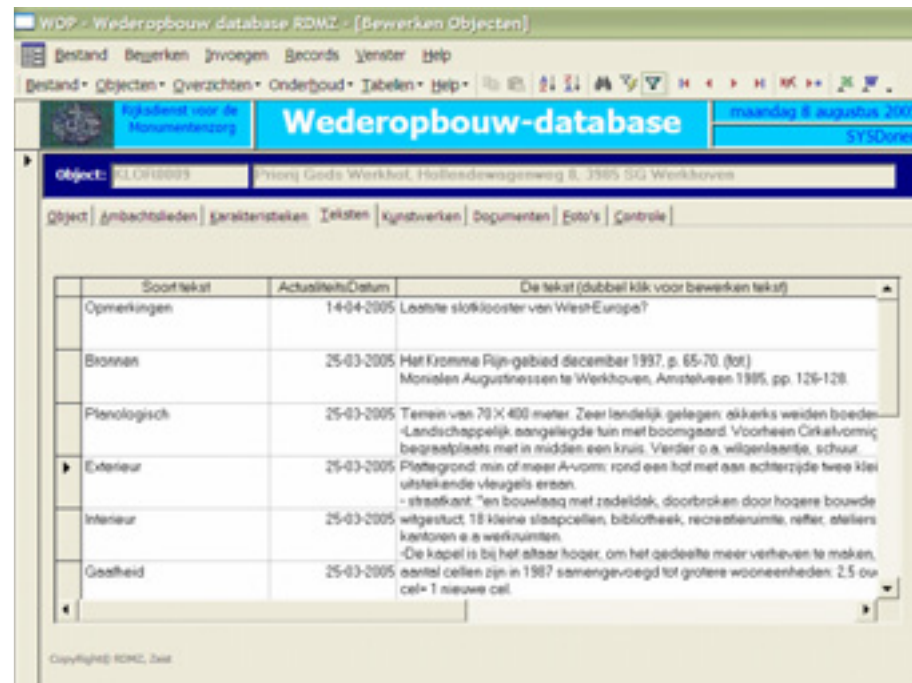 WOP - Wederopbouw database RDMZ - [Bewerken Objecten]
Bestand Bewerken Invoegen Records Venster Help
Bestand Objecten Overzichten Onderhoud Tabellen Help
Rijksdienst voor de
Monumentenzorg
Wederopbouw-database
maandag 8 augustus 200
SYSDories
Object: KLOR0009 Priorij Gods Werkhof, Hollendewagenweg 8, 3985 SG Werkhoven
Object Ambachtslieden Karakteristieken Teksten Kunstwerken Documenten Foto's Controle
Soort tekst ActualiteitsDatum De tekst (dubbel klik voor bewerken tekst)
Opmerkingen 14-04-2005 Laatste slotklooster van West-Europa?
Bronnen 25-03-2005 Het Kromme Rijn-gebied december 1997, p. 65-70. (fot.)
Monialen Augustinessen te Werkhoven, Amstelveen 1985, pp. 126-128.
Planologisch 25-03-2005 Terrein van 70 X 400 meter. Zeer landelijk gelegen: akkers weiden boeder
-Landschappelijk aangelegde tuin met boomgaard. Voorheen Cirkelvormig
begraafplaats met in midden een kruis. Verder o.a. wilgenlaantje, schuur.
Exterieur 25-03-2005 Plattegrond: min of meer A-vorm: rond een hof met aan achterzijde twee klei
uitstekende vleugels eraan.
- straatkant: "en bouwlaag met zadeldak, doorbroken door hogere bouwde
Interieur 25-03-2005 witgestuct, 18 kleine slaapcellen, bibliotheek, recreatieruimte, refter, ateliers
kantoren e.a werkruimten.
-De kapel is bij het altaar hoger, om het gedeelte meer verheven te maken,
Gaafheid 25-03-2005 aantal cellen zijn in 1987 samengevoegd tot grotere wooneenheden: 2,5 ou
cel= 1 nieuwe cel.
Copyright© RDMZ, Zeist